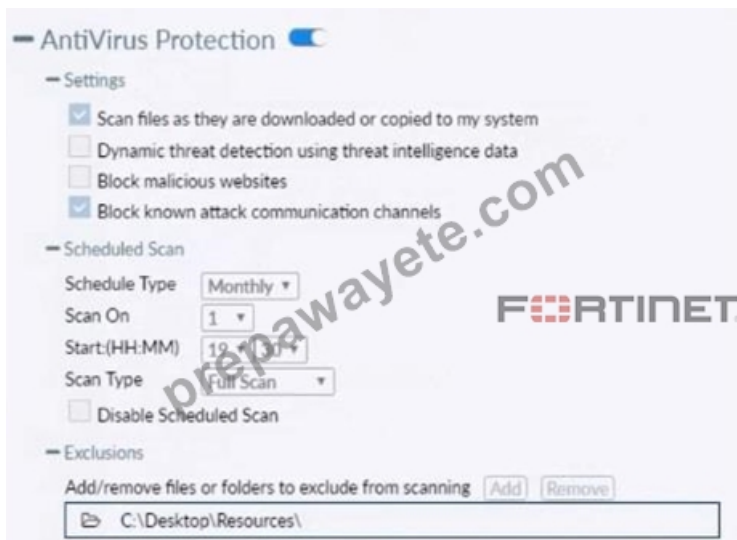 AntiVirus Protection
Settings
Scan files as they are downloaded or copied to my system
Dynamic threat detection using threat intelligence data
Block malicious websites
Block known attack communication channels
Scheduled Scan
Schedule Type Monthly
Scan On 1
Start:(HH:MM) 19 30
Scan Type Full Scan
Disable Scheduled Scan
Exclusions
Add/remove files or folders to exclude from scanning Add Remove
C:\Desktop\Resources\
FORTINET
prepawayete.com